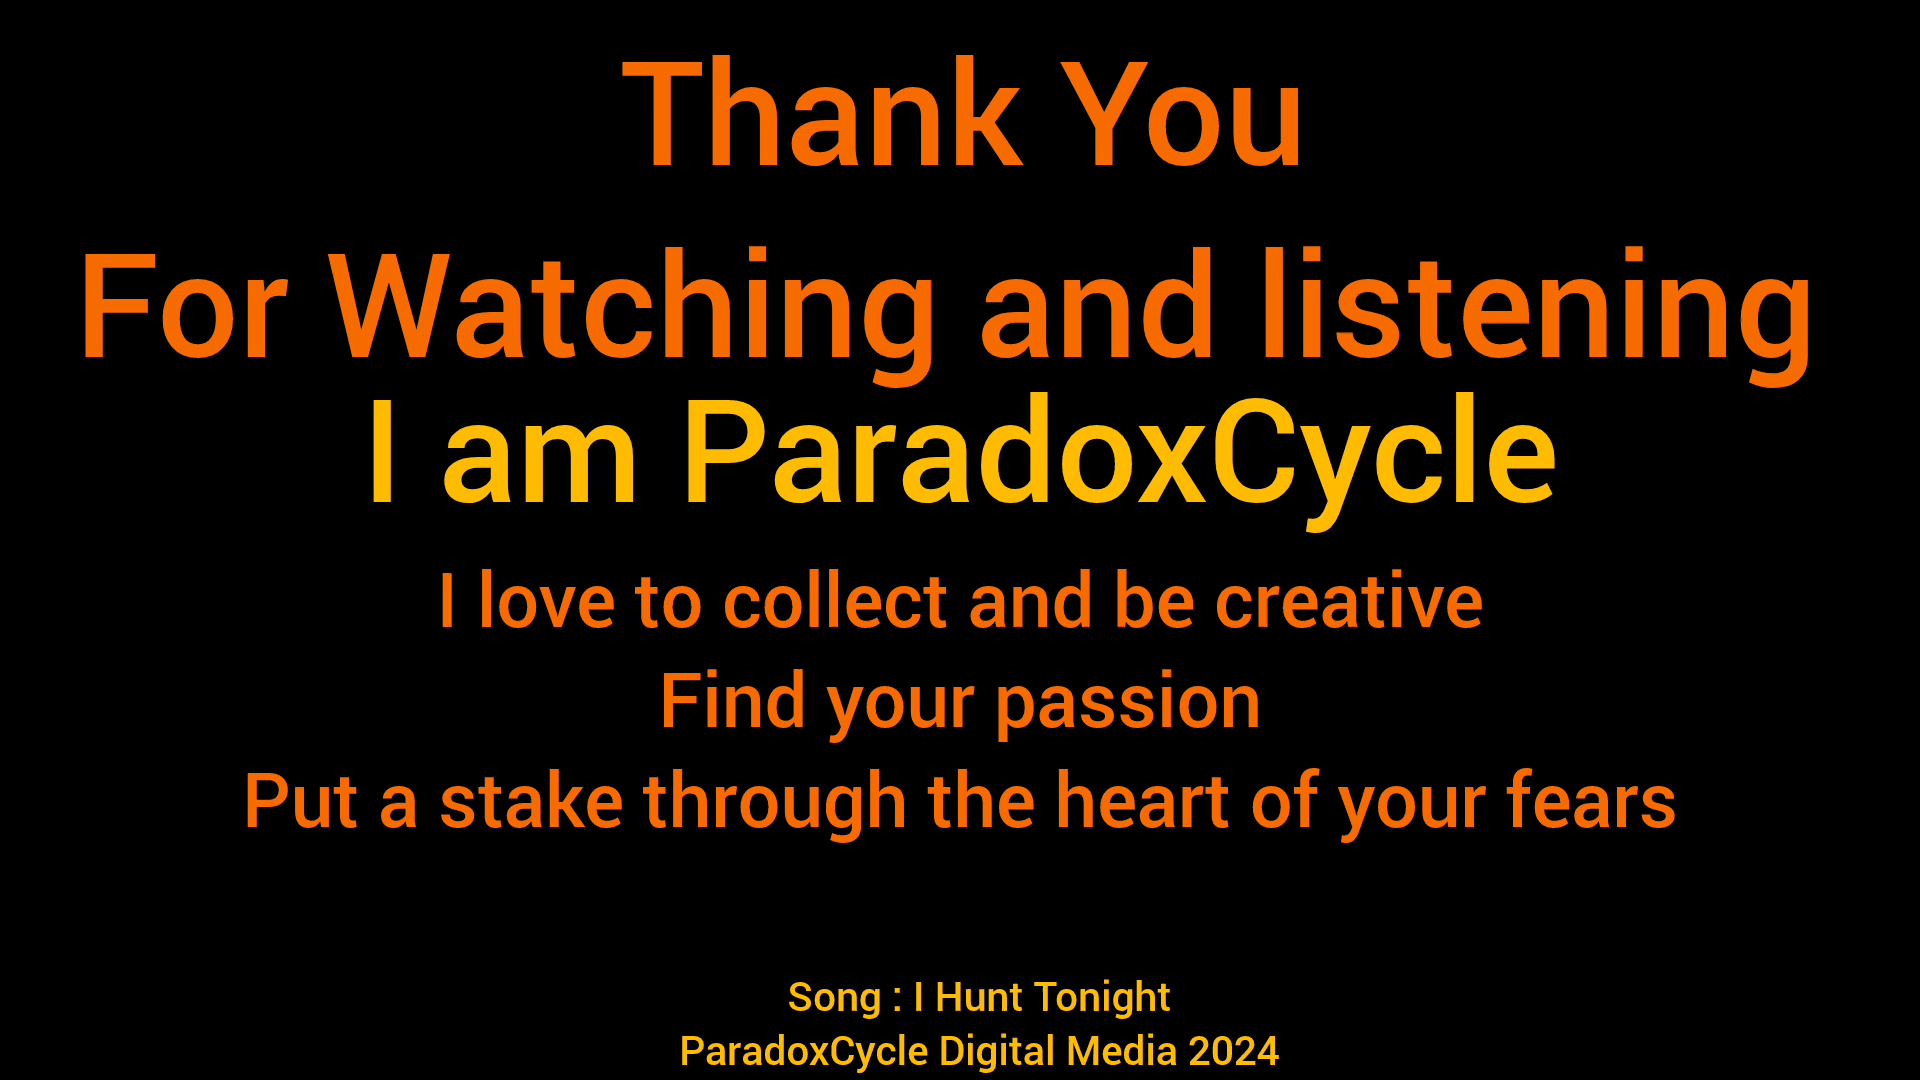 Thank You
For Watching and listening
I am ParadoxCycle
I love to collect and be creative
Find your passion
Put a stake through the heart of your fears
Song : I Hunt Tonight
ParadoxCycle Digital Media 2024